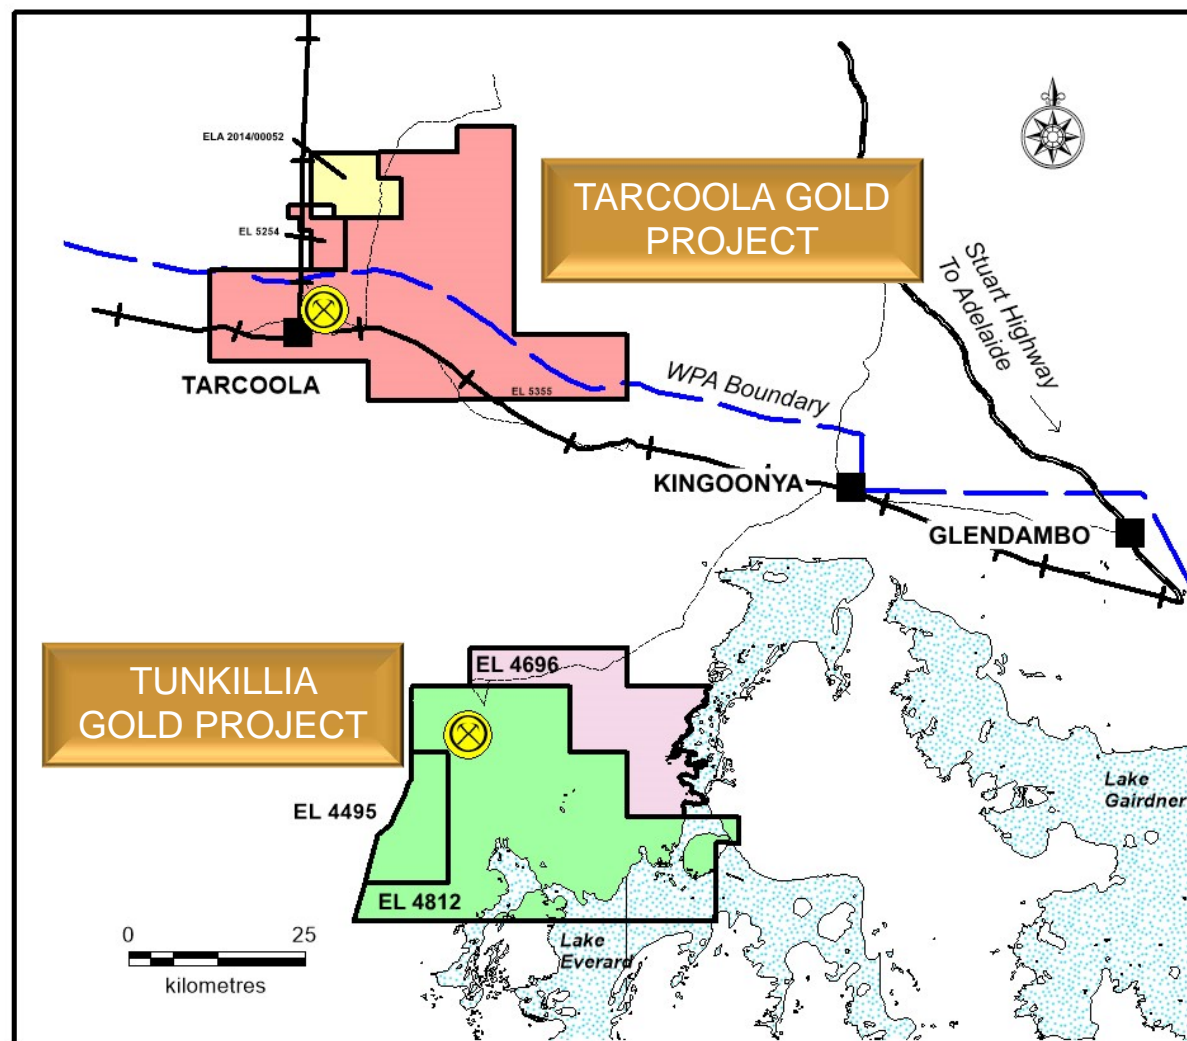 ELA 2014/00052
TARCOOLA GOLD
PROJECT
EL 5254
Stuart Highway
To Adelaide
TARCOOLA
EL 5355
WPA Boundary
KINGOONYA
GLENDAMBO
TUNKILLIA
GOLD PROJECT
EL 4696
Lake
Gairdner
EL 4495
EL 4812
Lake
Everard
0 25
kilometres